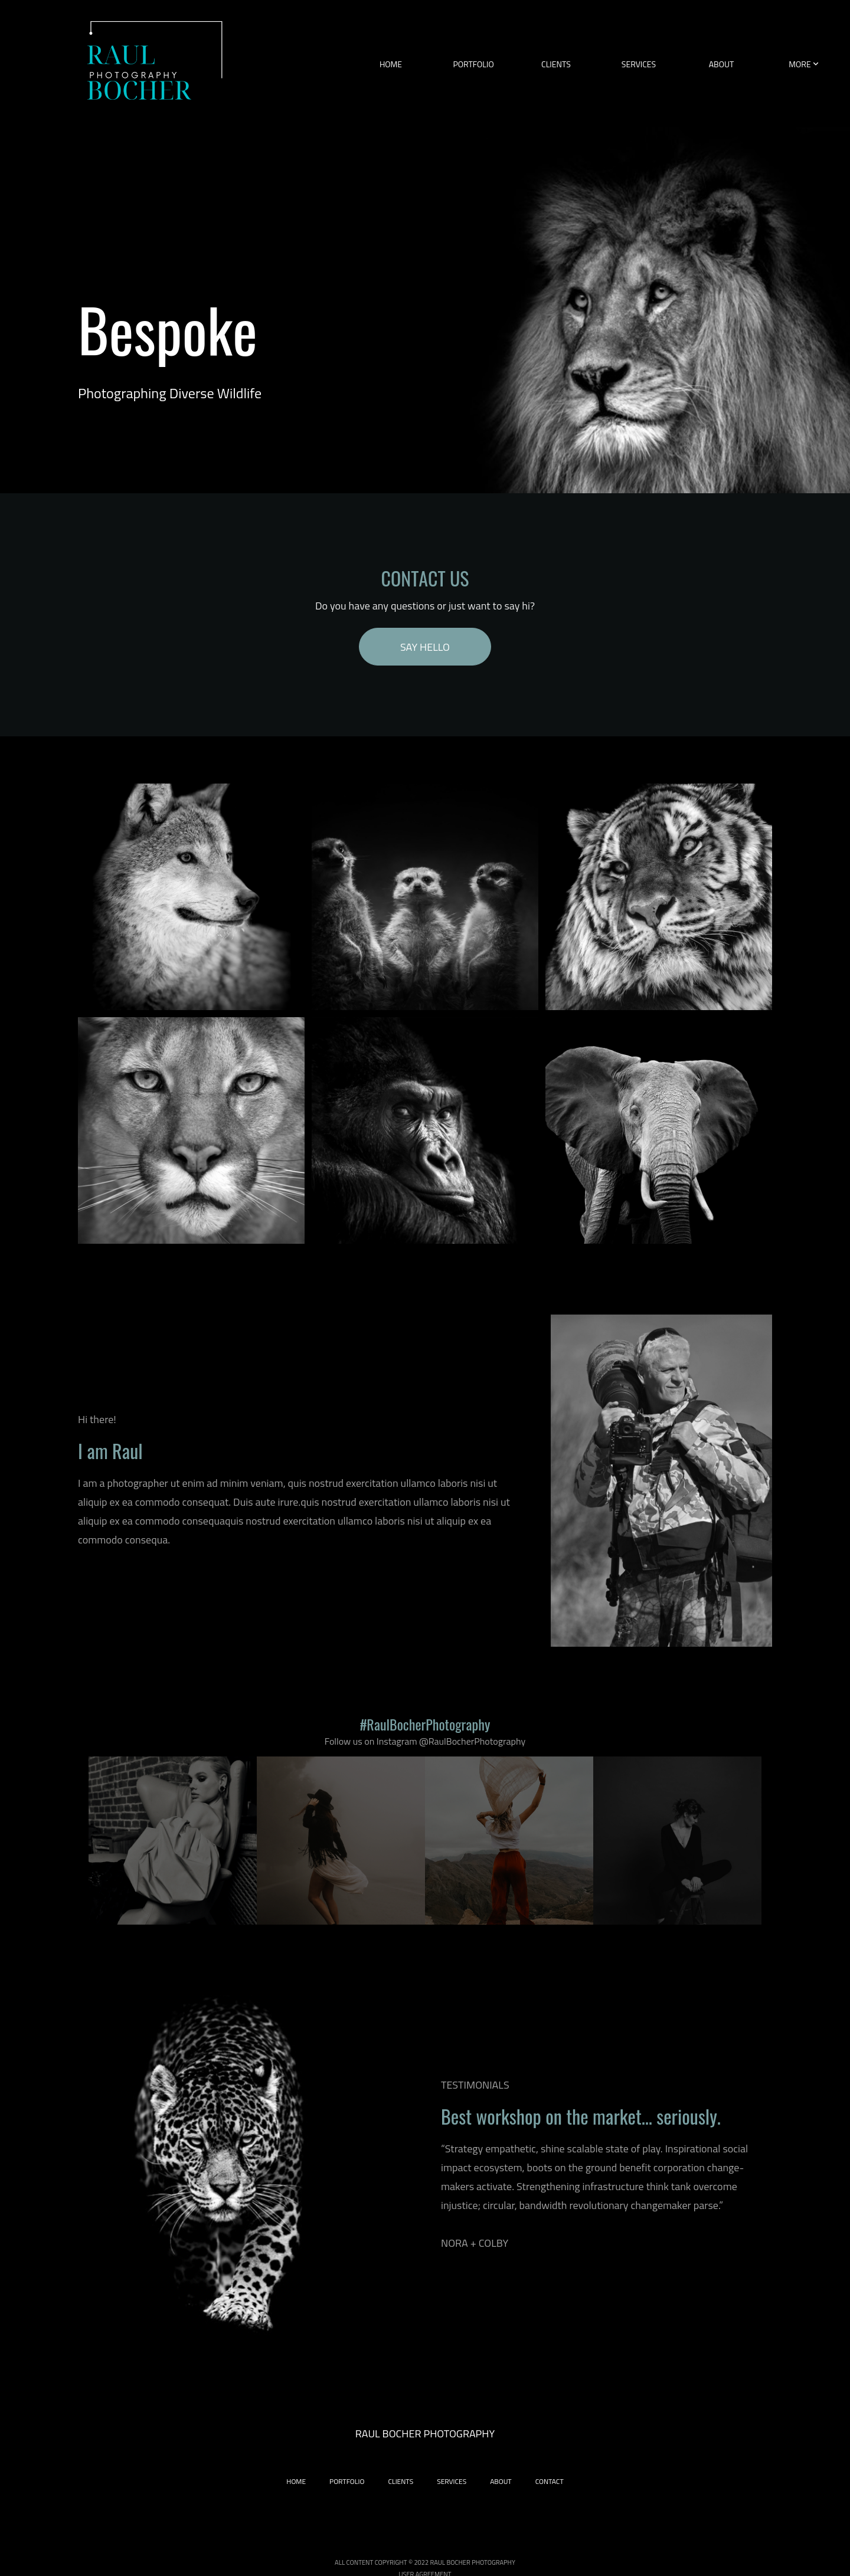 RAUL
PHOTOGRAPHY
BOCHER
HOME PORTFOLIO CLIENTS SERVICES ABOUT MORE
Bespoke
Photographing Diverse Wildlife
CONTACT US
Do you have any questions or just want to say hi?
SAY HELLO
Hi there!
I am Raul
I am a photographer ut enim ad minim veniam, quis nostrud exercitation ullamco laboris nisi ut
aliquip ex ea commodo consequat. Duis aute irure.quis nostrud exercitation ullamco laboris nisi ut
aliquip ex ea commodo consequaquis nostrud exercitation ullamco laboris nisi ut aliquip ex ea
commodo consequa.
#RaulBocherPhotography
Follow us on Instagram @RaulBocherPhotography
TESTIMONIALS
Best workshop on the market... seriously.
“Strategy empathetic, shine scalable state of play. Inspirational social
impact ecosystem, boots on the ground benefit corporation change-
makers activate. Strengthening infrastructure think tank overcome
injustice; circular, bandwidth revolutionary changemaker parse.”
NORA + COLBY
RAUL BOCHER PHOTOGRAPHY
HOME PORTFOLIO CLIENTS SERVICES ABOUT CONTACT
ALL CONTENT COPYRIGHT © 2022 RAUL BOCHER PHOTOGRAPHY
USER AGREEMENT